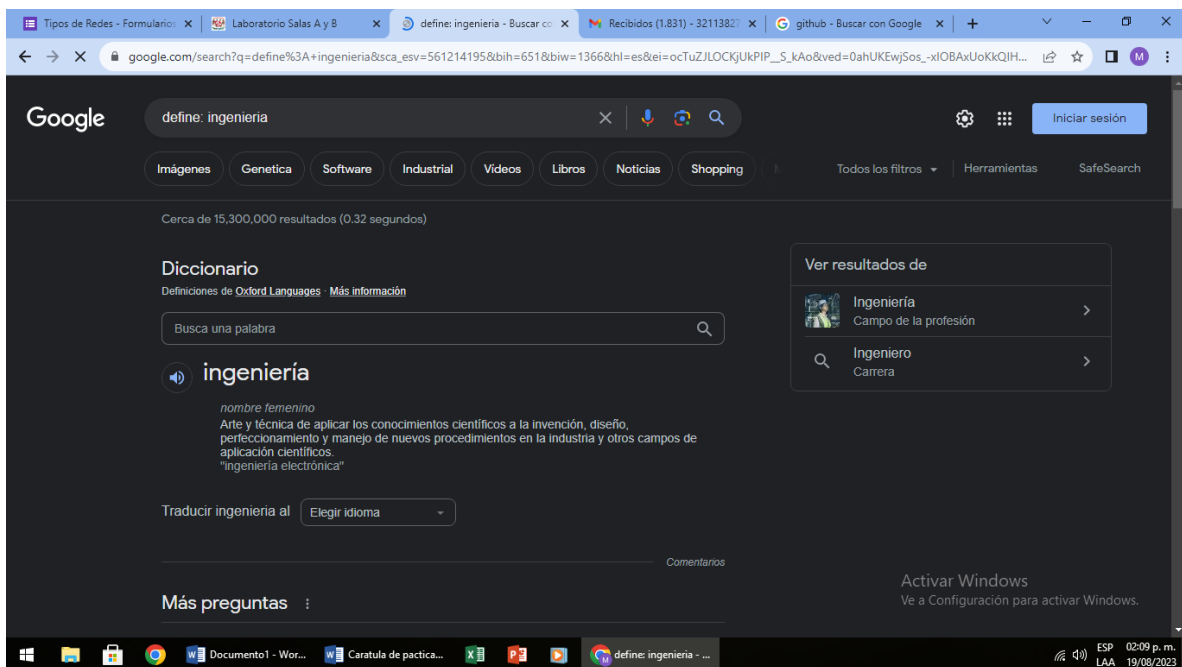 Tipos de Redes - Formularios
Laboratorio Salas A y B
define: ingenieria - Buscar co
Recibidos (1.831) - 32113827
github - Buscar con Google
google.com/search?q=define%3A+ingenieria&sca_esv=561214195&bih=651&biw=1366&hl=es&ei=ocTuZJLOCKjUkPIP__S_kAo&ved=0ahUKEwjSos_-xIOBAxUoKkQIH...
M
Google
define: ingenieria
Iniciar sesión
Imágenes
Genetica
Software
Industrial
Vídeos
Libros
Noticias
Shopping
Todos los filtros
Herramientas
SafeSearch
Cerca de 15,300,000 resultados (0.32 segundos)
Diccionario
Definiciones de Oxford Languages · Más información
Busca una palabra
ingeniería
nombre femenino
Arte y técnica de aplicar los conocimientos científicos a la invención, diseño,
perfeccionamiento y manejo de nuevos procedimientos en la industria y otros campos de
aplicación científicos.
"ingeniería electrónica"
Traducir ingenieria al
Elegir idioma
Comentarios
Más preguntas
Ver resultados de
Ingeniería
Campo de la profesión
Ingeniero
Carrera
Activar Windows
Ve a Configuración para activar Windows.
Documento1 - Wor...
Caratula de pactica...
define: ingenieria - ...
ESP
LAA
02:09 p. m.
19/08/2023